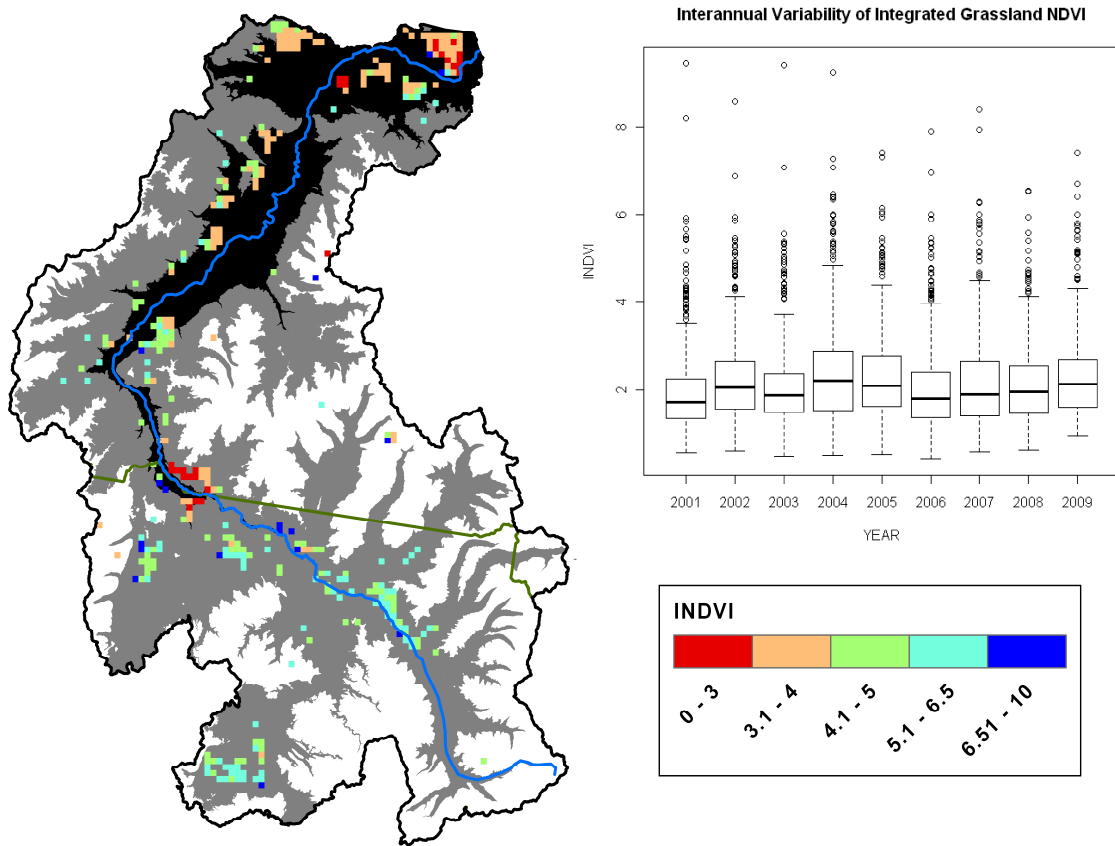 Interannual Variability of Integrated Grassland NDVI
INDVI
8
6
4
2
2001 2002 2003 2004 2005 2006 2007 2008 2009
YEAR
INDVI
0 - 3
3.1 - 4
4.1 - 5
5.1 - 6.5
6.51 - 10